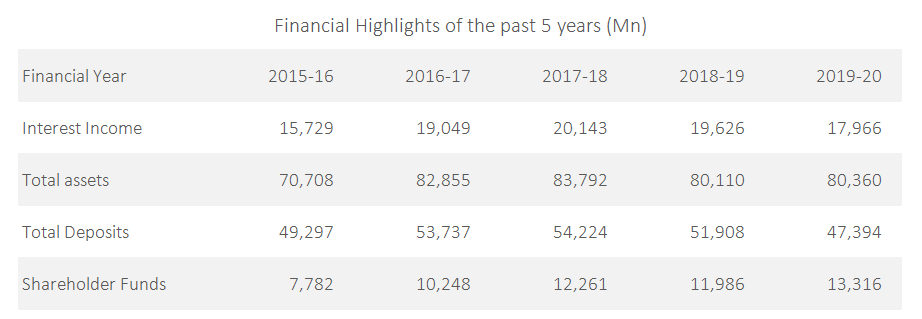 Financial Highlights of the past 5 years (Mn)
Financial Year 2015-16 2016-17 2017-18 2018-19 2019-20
Interest Income 15,729 19,049 20,143 19,626 17,966
Total assets 70,708 82,855 83,792 80,110 80,360
Total Deposits 49,297 53,737 54,224 51,908 47,394
Shareholder Funds 7,782 10,248 12,261 11,986 13,316